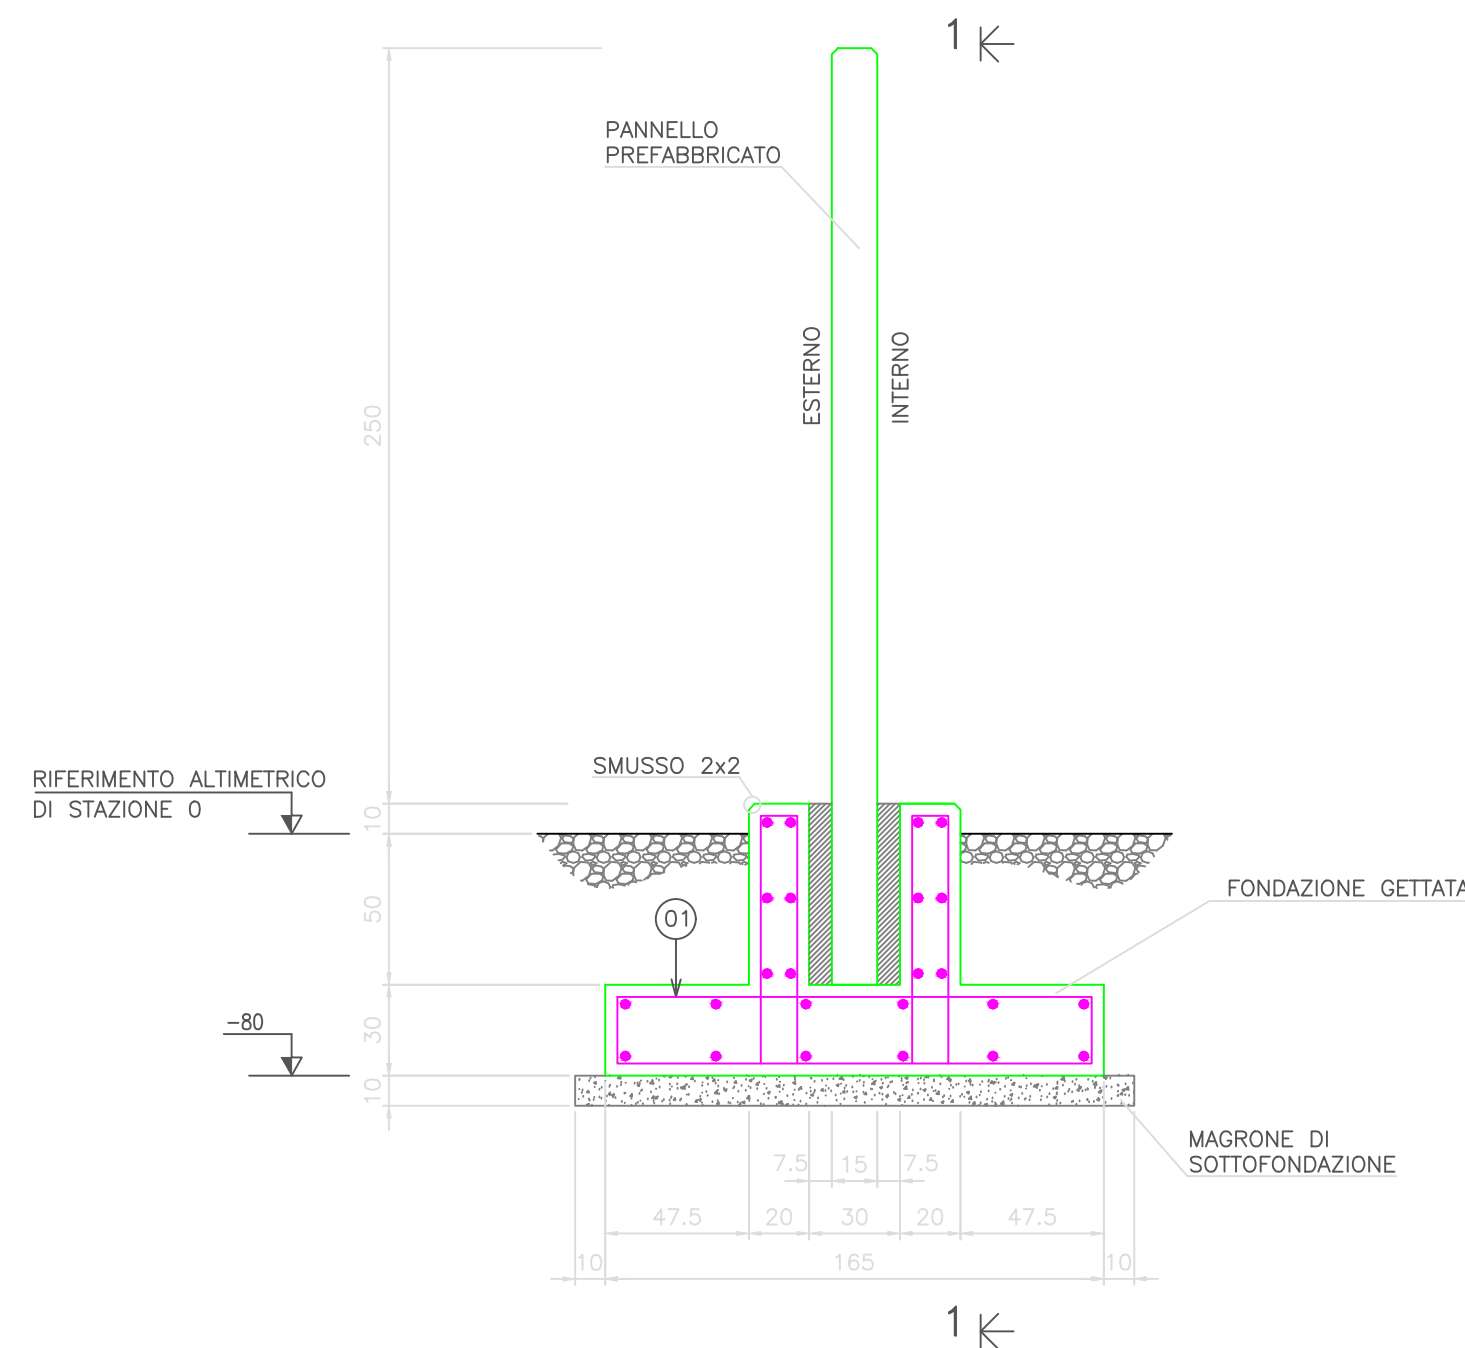 1
PANNELLO
PREFABBRICATO
ESTERNO
INTERNO
250
SMUSSO 2x2
RIFERIMENTO ALTIMETRICO
DI STAZIONE 0
10
FONDAZIONE GETTATA
50
01
-80
30
10
MAGRONE DI
SOTTOFONDAZIONE
7.5 15 7.5
47.5 20 30 20 47.5
10 165 10
1